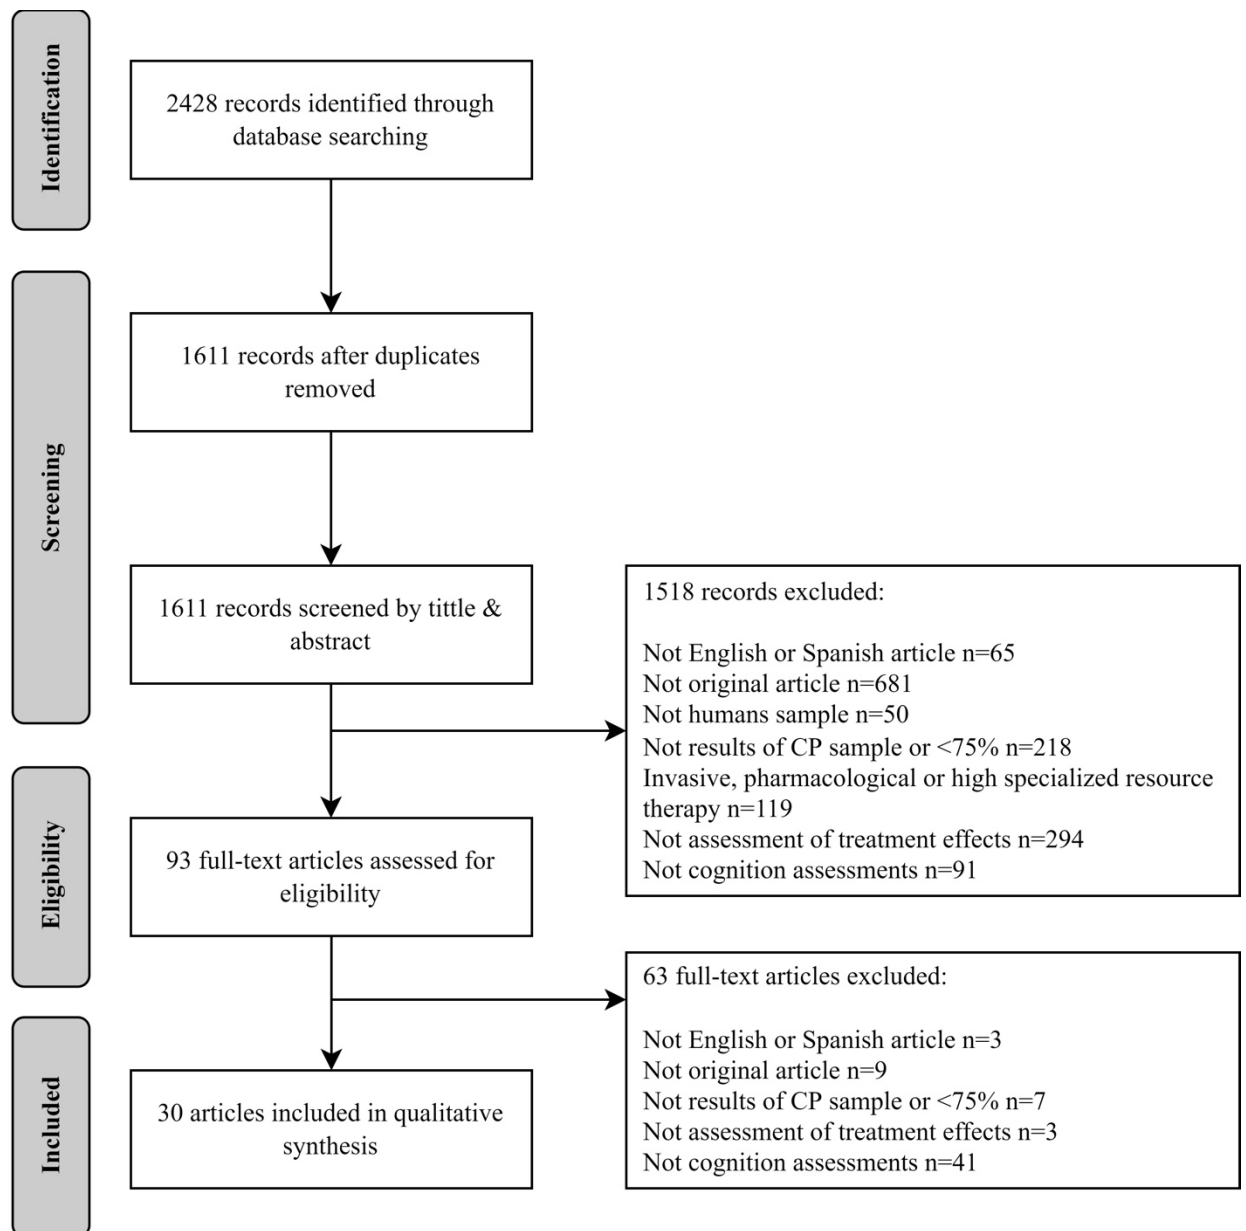 Identification
2428 records identified through
database searching
Screening
1611 records after duplicates
removed
1611 records screened by tittle &
abstract
1518 records excluded:
Not English or Spanish article n=65
Not original article n=681
Not humans sample n=50
Not results of CP sample or <75% n=218
Invasive, pharmacological or high specialized resource
therapy n=119
Not assessment of treatment effects n=294
Not cognition assessments n=91
Eligibility
93 full-text articles assessed for
eligibility
63 full-text articles excluded:
Not English or Spanish article n=3
Not original article n=9
Not results of CP sample or <75% n=7
Not assessment of treatment effects n=3
Not cognition assessments n=41
Included
30 articles included in qualitative
synthesis